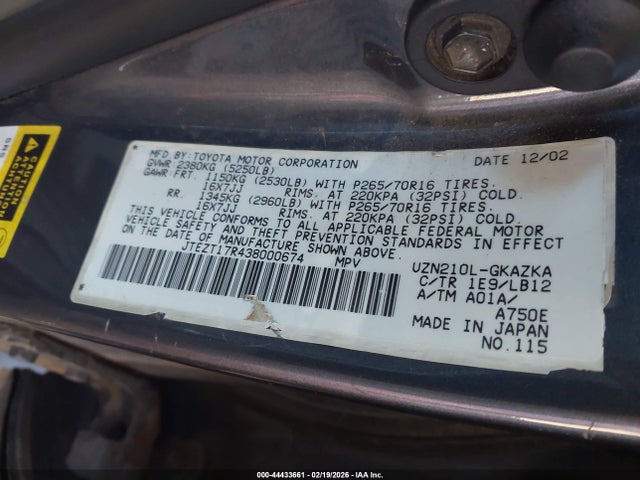 MFD BY: TOYOTA MOTOR CORPORATION DATE 12/02
GVWR 2380KG (5250LB)
GAWR: FRT. 1150KG (2530LB) WITH P265/70R16 TIRES.
16X7JJ RIMS. AT 220KPA (32PSI) COLD.
RR. 1345KG (2960LB) WITH P265/70R16 TIRES.
16X7JJ RIMS. AT 220KPA (32PSI) COLD.
THIS VEHICLE CONFORMS TO ALL APPLICABLE FEDERAL MOTOR
VEHICLE SAFETY AND THEFT PREVENTION STANDARDS IN EFFECT
ON THE DATE OF MANUFACTURE SHOWN ABOVE.
JTEZT17R438000674 MPV UZN210L-GKAZKA
C/TR 1E9/LB12
A/TM A01A/
A750E
MADE IN JAPAN
NO.115
SRS
ATTENTION
000-44433661 - 02/19/2026 - IAAI.COM